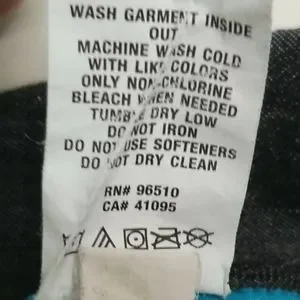 WASH GARMENT INSIDE
OUT
MACHINE WASH COLD
WITH LIKE COLORS
ONLY NON-CHLORINE
BLEACH WHEN NEEDED
TUMBLE DRY LOW
DO NOT IRON
DO NOT USE SOFTENERS
DO NOT DRY CLEAN
RN# 96510
CA# 41095